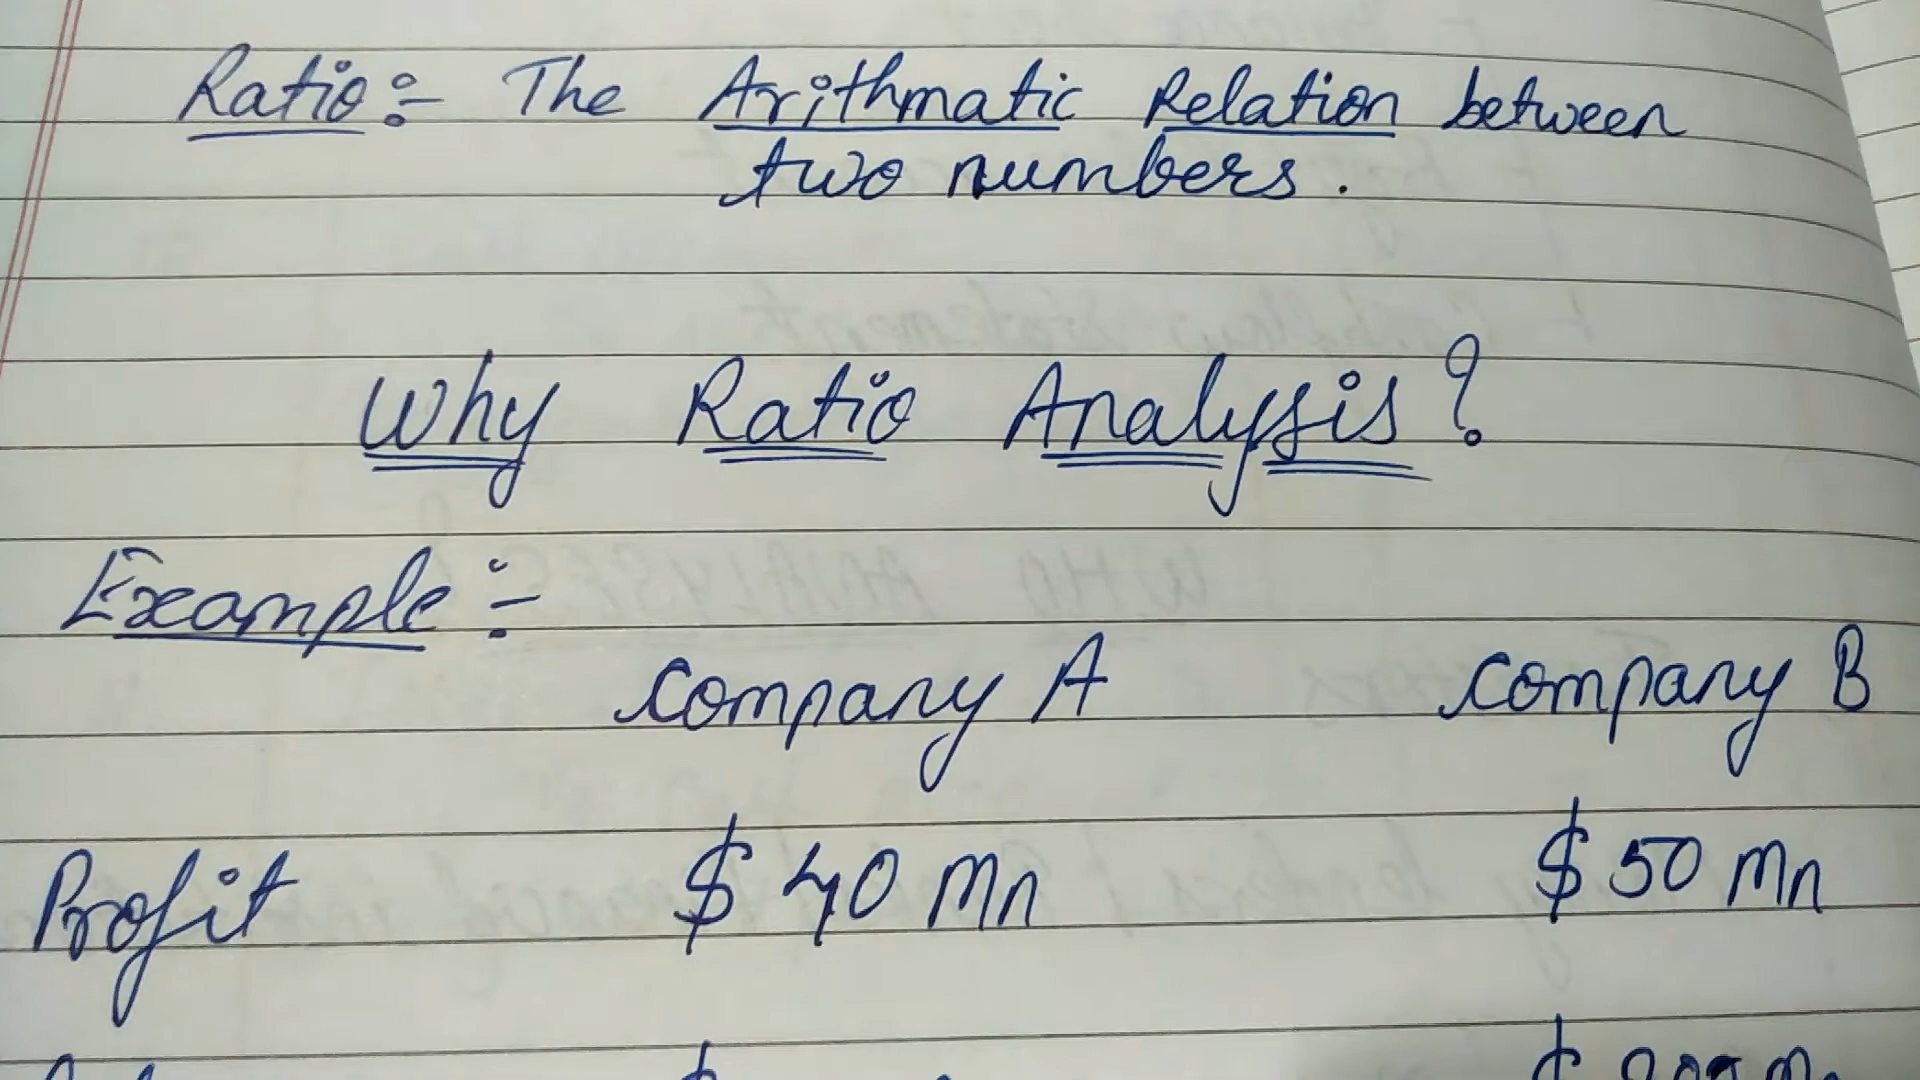 Ratio:- The Arithmatic Relation between
two numbers.
Why Ratio Analysis?
Example:-
Company A Company B
Profit $ 40 Mn $ 50 Mn